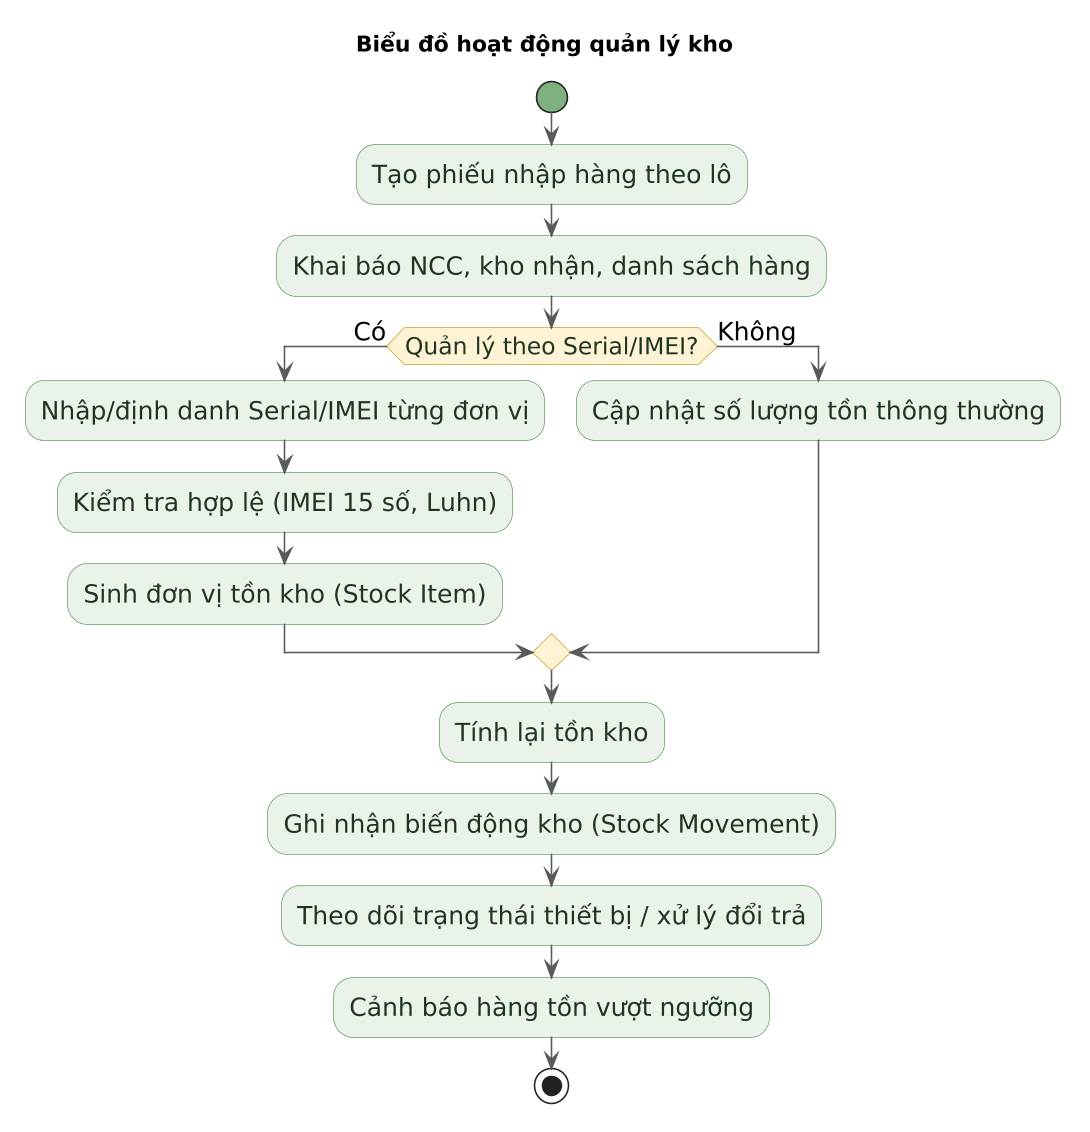 Biểu đồ hoạt động quản lý kho
Tạo phiếu nhập hàng theo lô
Khai báo NCC, kho nhận, danh sách hàng
Quản lý theo Serial/IMEI?
Có
Không
Nhập/định danh Serial/IMEI từng đơn vị
Kiểm tra hợp lệ (IMEI 15 số, Luhn)
Sinh đơn vị tồn kho (Stock Item)
Cập nhật số lượng tồn thông thường
Tính lại tồn kho
Ghi nhận biến động kho (Stock Movement)
Theo dõi trạng thái thiết bị / xử lý đổi trả
Cảnh báo hàng tồn vượt ngưỡng